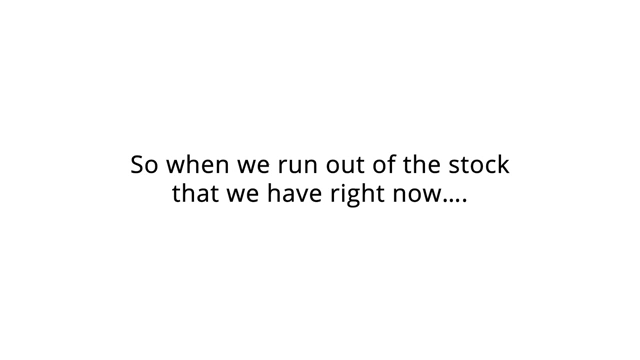 So when we run out of the stock
that we have right now....